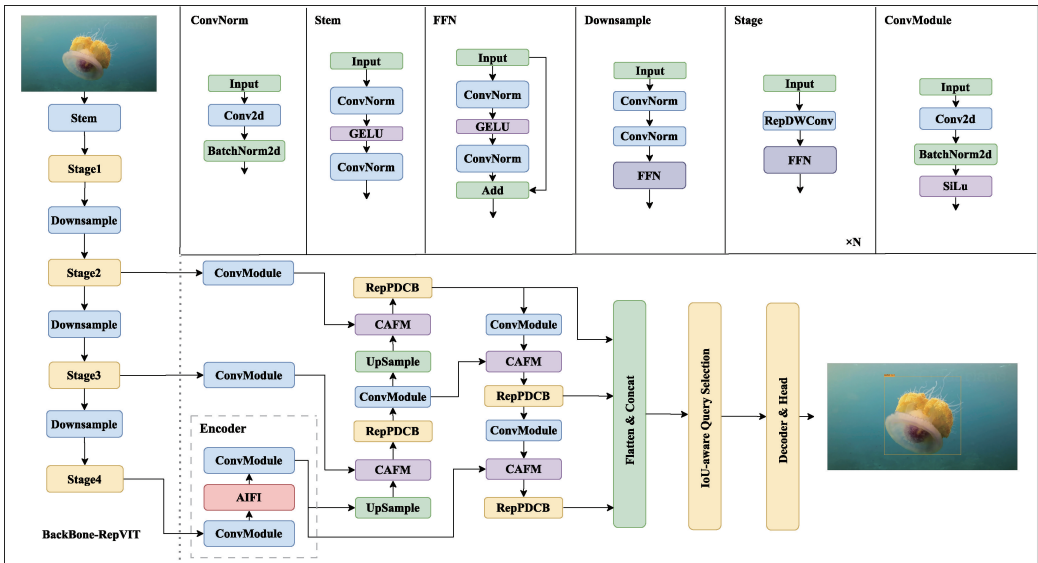 ConvNorm
Input
Conv2d
BatchNorm2d
Stem
Input
ConvNorm
GELU
ConvNorm
FFN
Input
ConvNorm
GELU
ConvNorm
Add
Downsample
Input
ConvNorm
ConvNorm
FFN
Stage
Input
RepDWConv
FFN
×N
ConvModule
Input
Conv2d
BatchNorm2d
SiLu
Stem
Stage1
Downsample
Stage2
Downsample
Stage3
Downsample
Stage4
BackBone-RepVIT
ConvModule
ConvModule
Encoder
ConvModule
AIFI
ConvModule
RepPDCB
CAFM
UpSample
ConvModule
RepPDCB
CAFM
UpSample
ConvModule
CAFM
RepPDCB
ConvModule
CAFM
RepPDCB
Flatten & Concat
IoU-aware Query Selection
Decoder & Head